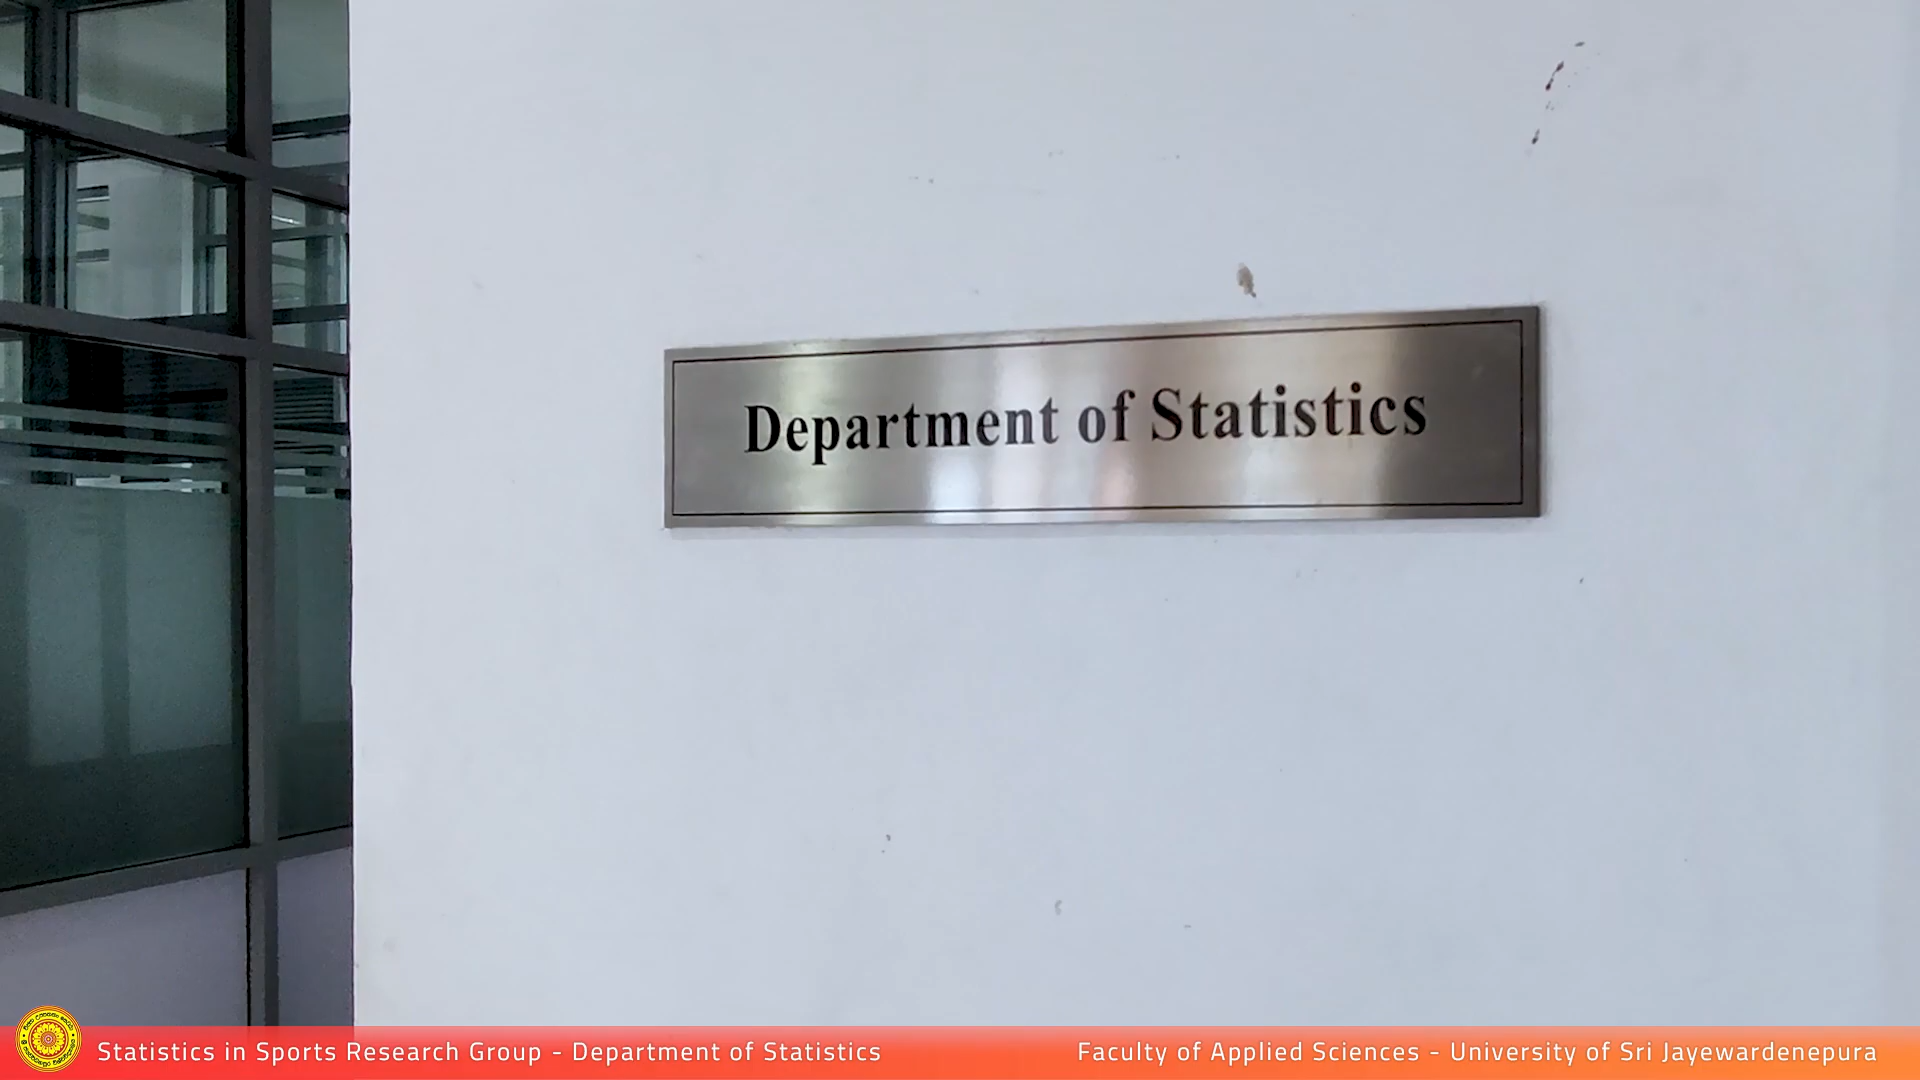 Department of Statistics
Statistics in Sports Research Group - Department of Statistics
Faculty of Applied Sciences - University of Sri Jayewardenepura